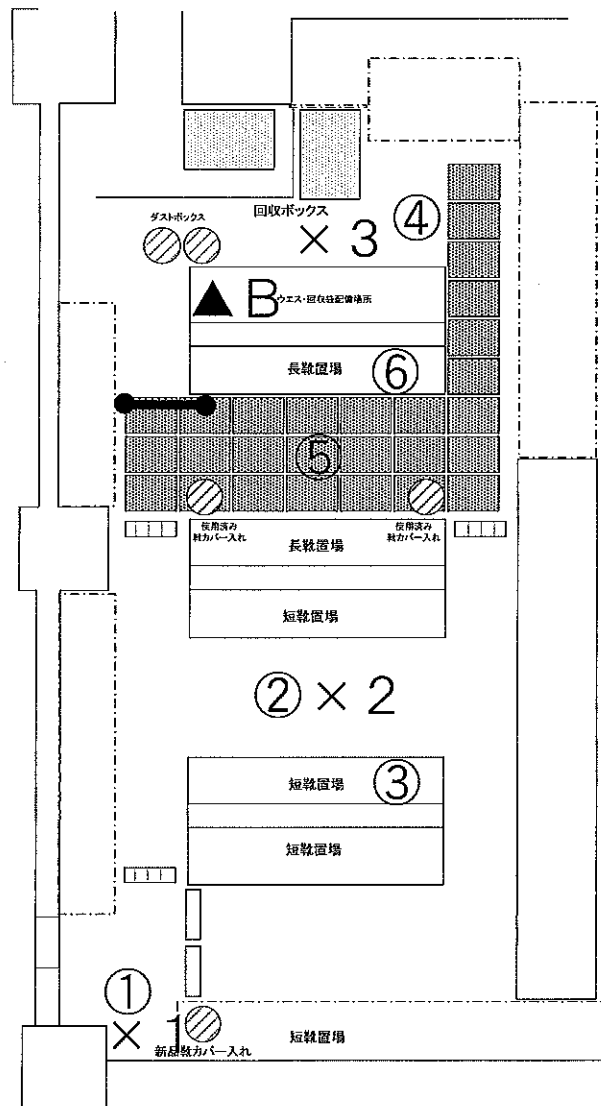 ダストボックス
回収ボックス
④
× 3
▲ B ウエス・回収袋配備場所
長靴置場 ⑥
⑤
使用済み
靴カバー入れ
使用済み
靴カバー入れ
長靴置場
短靴置場
② × 2
短靴置場 ③
短靴置場
①
× 1
新品靴カバー入れ
短靴置場